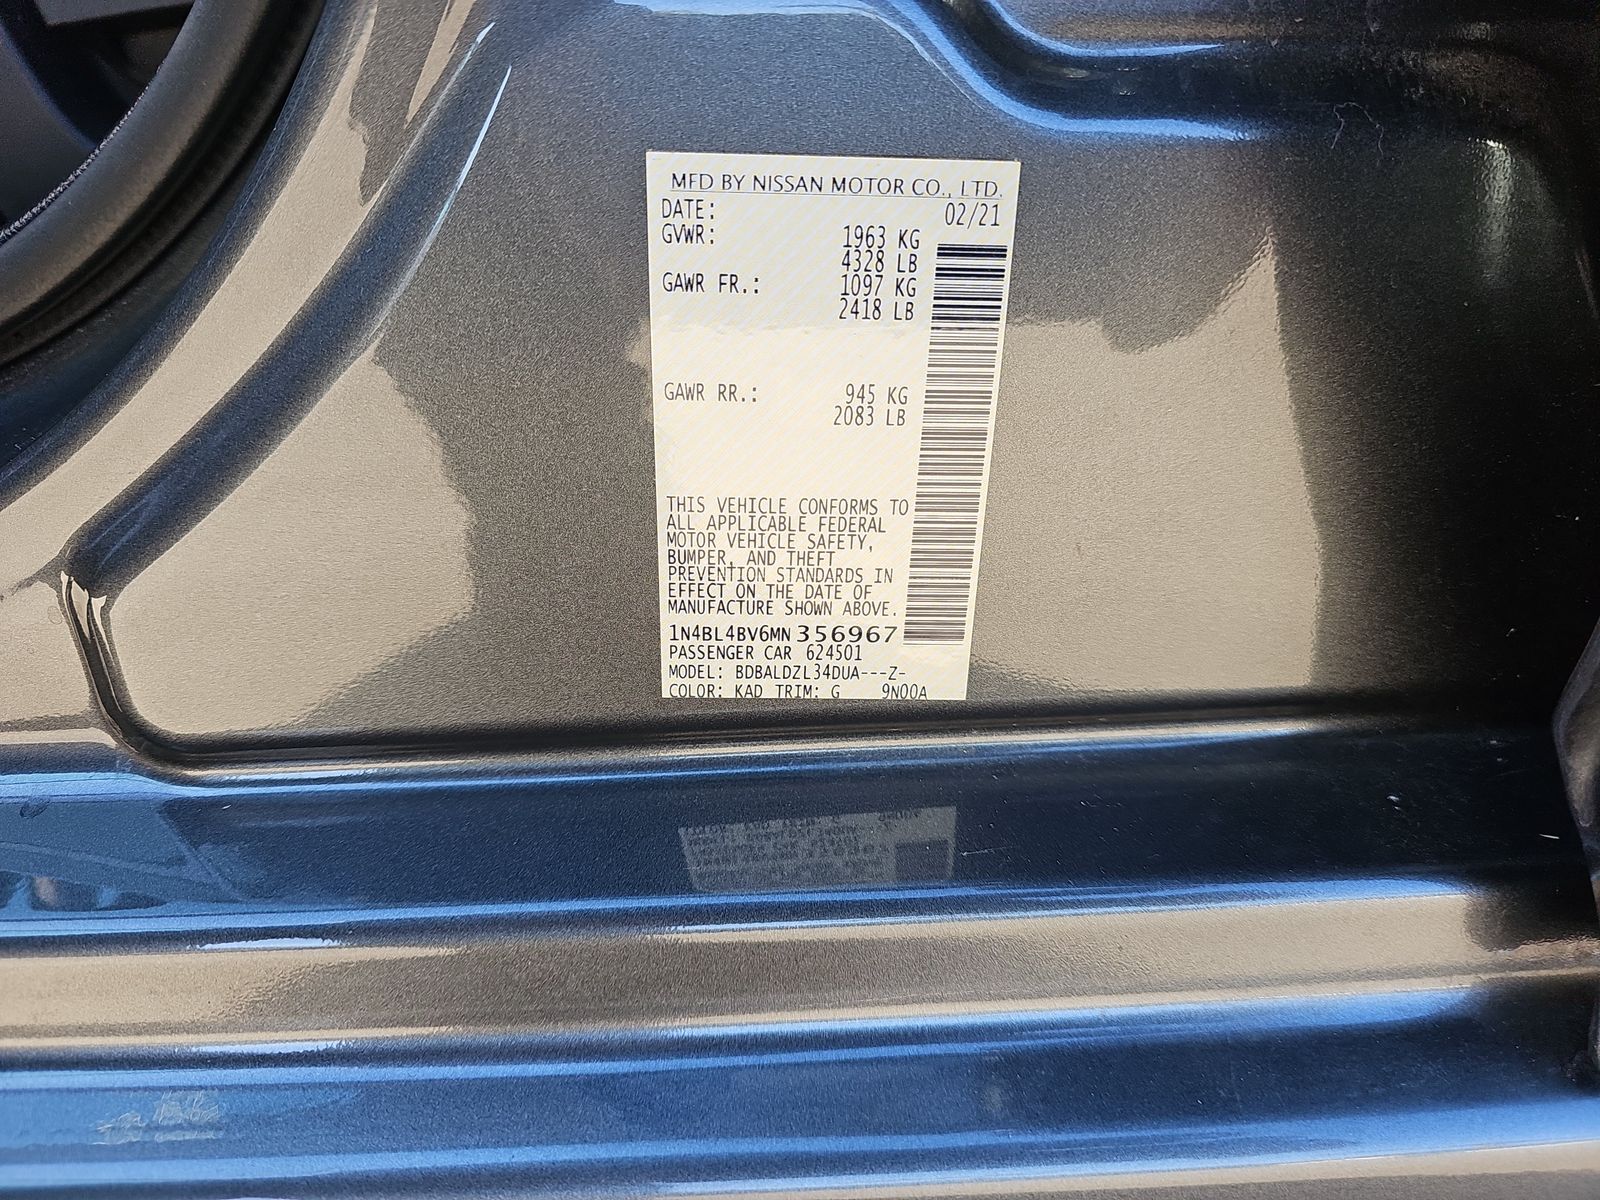 MFD BY NISSAN MOTOR CO., LTD.
DATE: 02/21
GVWR: 1963 KG
4328 LB
GAWR FR.: 1097 KG
2418 LB
GAWR RR.: 945 KG
2083 LB
THIS VEHICLE CONFORMS TO
ALL APPLICABLE FEDERAL
MOTOR VEHICLE SAFETY,
BUMPER, AND THEFT
PREVENTION STANDARDS IN
EFFECT ON THE DATE OF
MANUFACTURE SHOWN ABOVE.
1N4BL4BV6MN356967
PASSENGER CAR 624501
MODEL: BDBALDZL34DUA---Z-
COLOR: KAD TRIM: G 9N00A